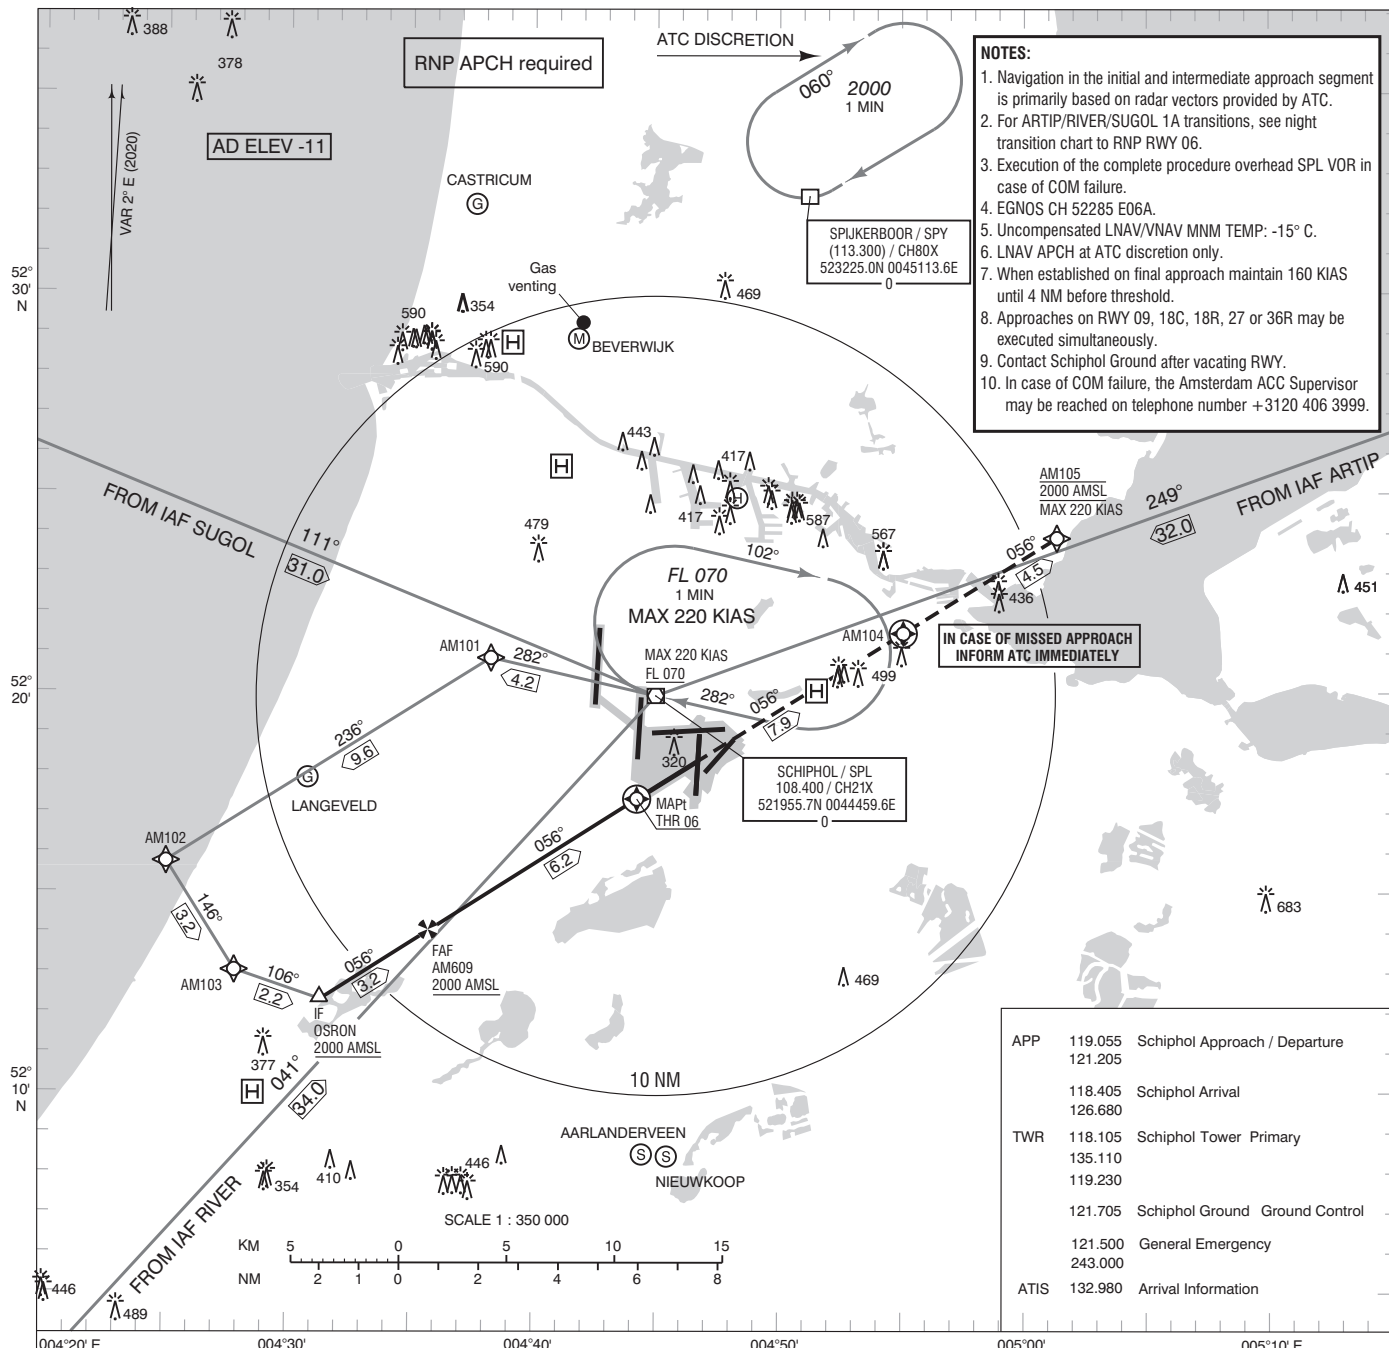 388
378
RNP APCH required
AD ELEV -11
VAR 2° E (2020)
ATC DISCRETION
060°
2000
1 MIN
SPIJKERBOOR / SPY
(113.300) / CH80X
523225.0N 0045113.6E
0
NOTES:
1. Navigation in the initial and intermediate approach segment
is primarily based on radar vectors provided by ATC.
2. For ARTIP/RIVER/SUGOL 1A transitions, see night
transition chart to RNP RWY 06.
3. Execution of the complete procedure overhead SPL VOR in
case of COM failure.
4. EGNOS CH 52285 E06A.
5. Uncompensated LNAV/VNAV MNM TEMP: -15° C.
6. LNAV APCH at ATC discretion only.
7. When established on final approach maintain 160 KIAS
until 4 NM before threshold.
8. Approaches on RWY 09, 18C, 18R, 27 or 36R may be
executed simultaneously.
9. Contact Schiphol Ground after vacating RWY.
10. In case of COM failure, the Amsterdam ACC Supervisor
may be reached on telephone number +3120 406 3999.
CASTRICUM
G
52°
30'
N
Gas
venting
469
354
590
H
M BEVERWIJK
590
443
417
H
H
417
587
479
567
AM105
2000 AMSL
MAX 220 KIAS
249°
32.0
FROM IAF ARTIP
FROM IAF SUGOL
111°
31.0
102°
FL 070
1 MIN
MAX 220 KIAS
056°
4.5
436
451
AM104
IN CASE OF MISSED APPROACH
INFORM ATC IMMEDIATELY
AM101
282°
4.2
MAX 220 KIAS
FL 070
499
H
282°
056°
7.9
52°
20'
236°
9.6
G
LANGEVELD
320
SCHIPHOL / SPL
108.400 / CH21X
521955.7N 0044459.6E
0
MAPt
THR 06
AM102
056°
6.2
146°
3.2
683
FAF
AM609
2000 AMSL
056°
3.2
AM103
106°
2.2
469
IF
OSRON
2000 AMSL
377
041°
34.0
H
52°
10'
N
10 NM
AARLANDERVEEN
S S
NIEUWKOOP
446
410
354
FROM IAF RIVER
446
489
SCALE 1 : 350 000
KM 5 0 5 10 15
NM 2 1 0 2 4 6 8
APP 119.055 Schiphol Approach / Departure
121.205
118.405 Schiphol Arrival
126.680
TWR 118.105 Schiphol Tower Primary
135.110
119.230
121.705 Schiphol Ground Ground Control
121.500 General Emergency
243.000
ATIS 132.980 Arrival Information
004°20' E 004°30' 004°40' 004°50' 005°00' 005°10' E